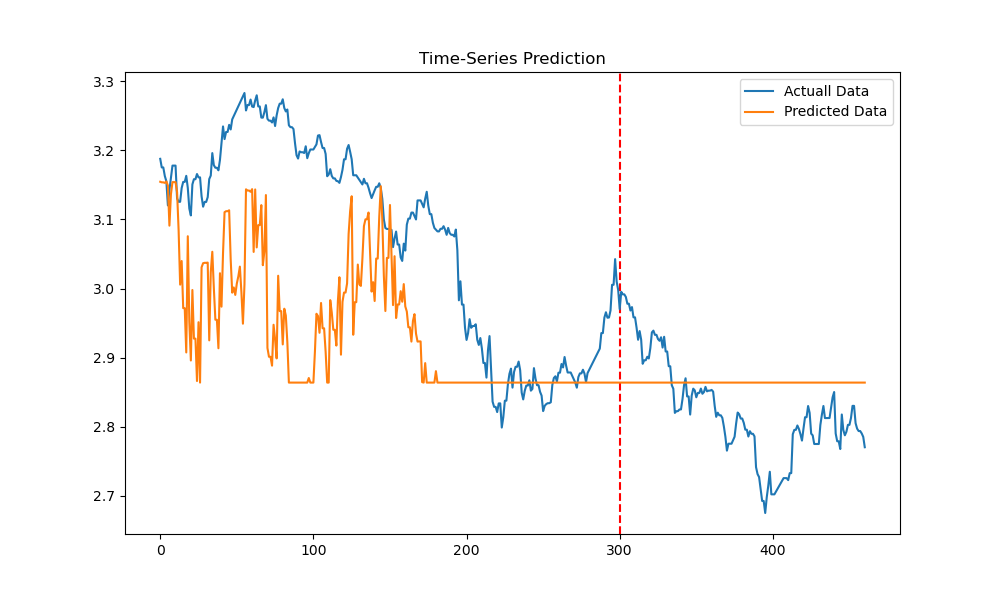 Time-Series Prediction
Actuall Data
Predicted Data
3.3
3.2
3.1
3.0
2.9
2.8
2.7
0 100 200 300 400